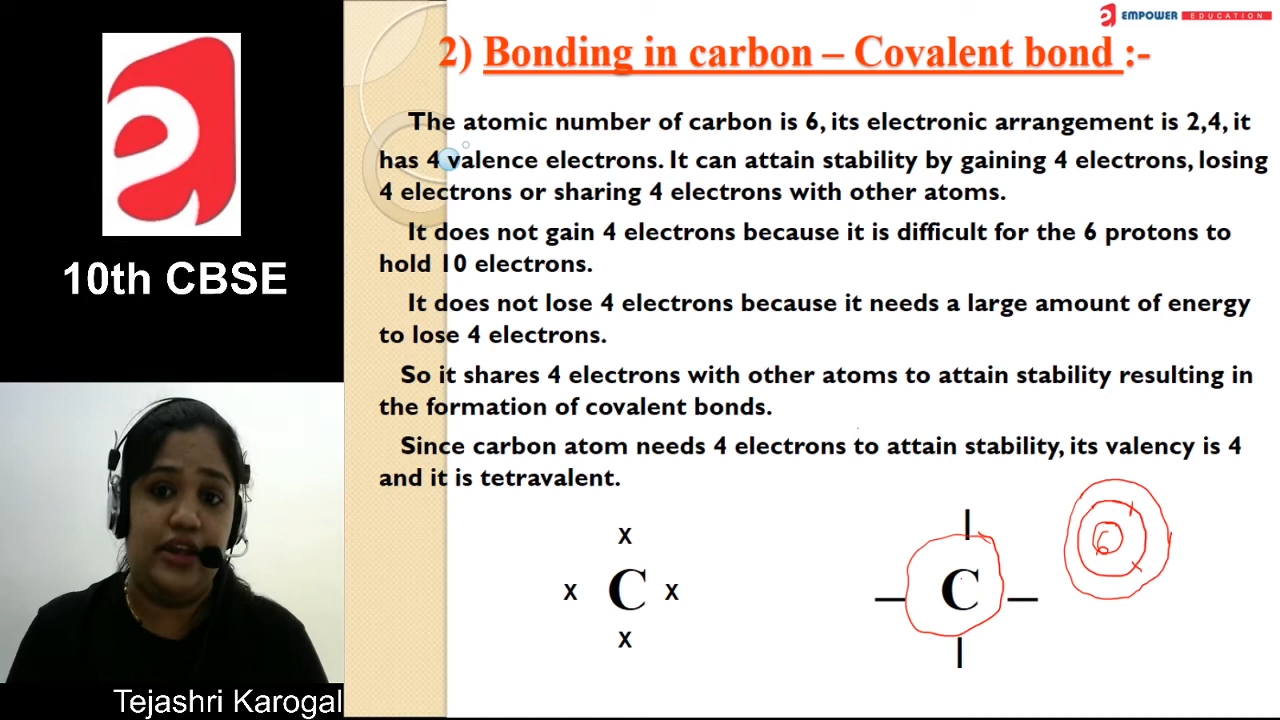 EMPOWER EDUCATION
2) Bonding in carbon – Covalent bond :-
The atomic number of carbon is 6, its electronic arrangement is 2,4, it
has 4 valence electrons. It can attain stability by gaining 4 electrons, losing
4 electrons or sharing 4 electrons with other atoms.
It does not gain 4 electrons because it is difficult for the 6 protons to
hold 10 electrons.
It does not lose 4 electrons because it needs a large amount of energy
to lose 4 electrons.
So it shares 4 electrons with other atoms to attain stability resulting in
the formation of covalent bonds.
Since carbon atom needs 4 electrons to attain stability, its valency is 4
and it is tetravalent.
x
x C x
x
C
6
10th CBSE
Tejashri Karogal